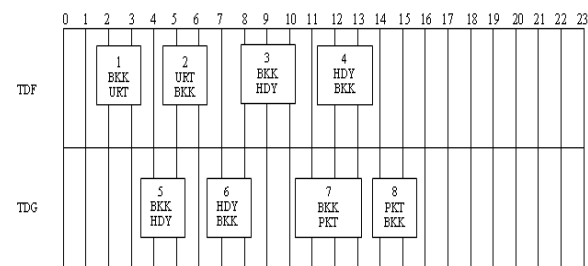 0 1 2 3 4 5 6 7 8 9 10 11 12 13 14 15 16 17 18 19 20 21 22 23
TDF
1
BKK
URT
2
URT
BKK
3
BKK
HDY
4
HDY
BKK
TDG
5
BKK
HDY
6
HDY
BKK
7
BKK
PKT
8
PKT
BKK